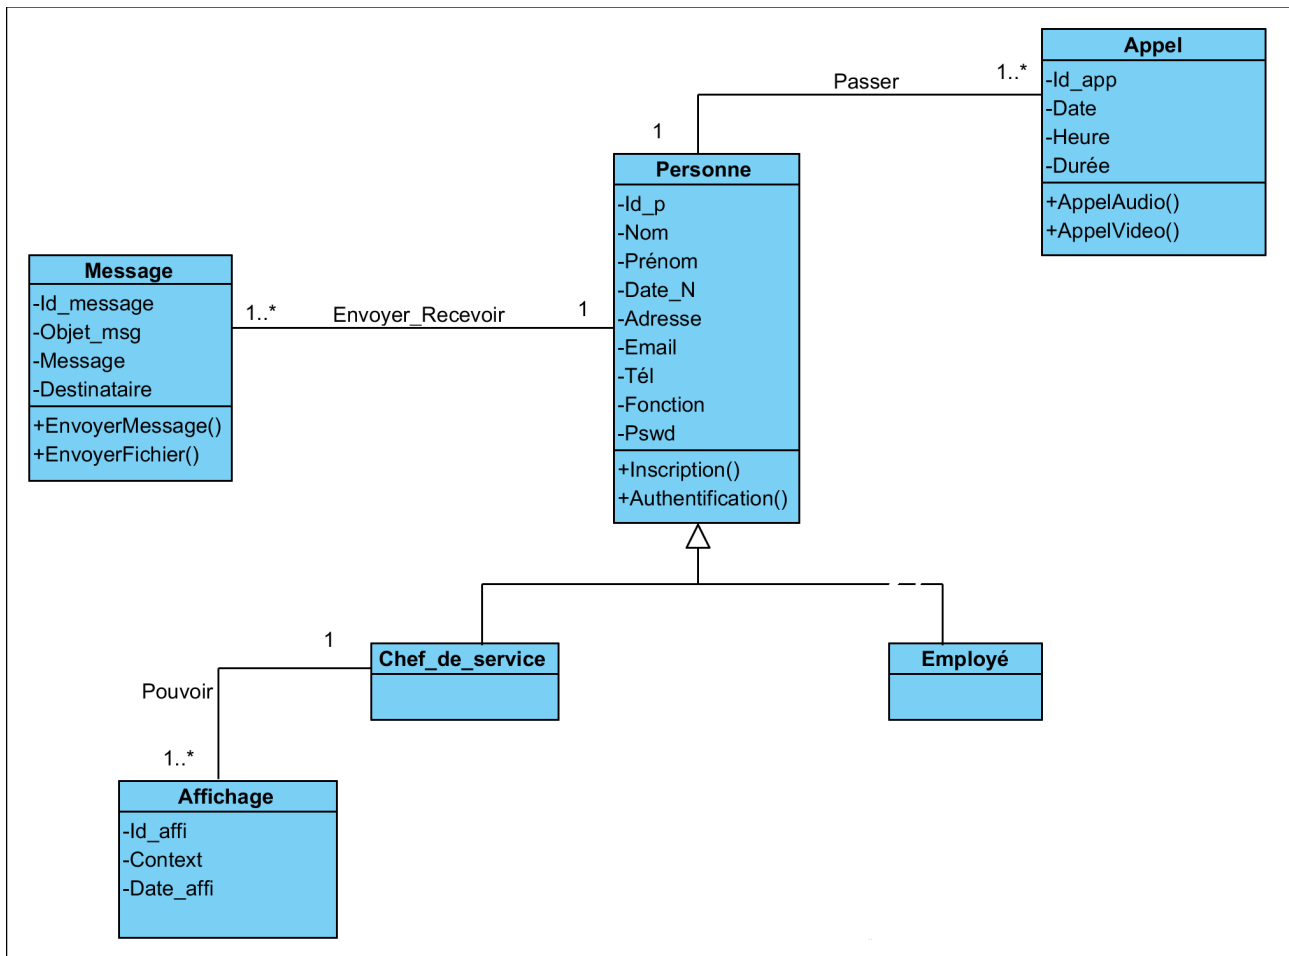 Appel
-Id_app
-Date
-Heure
-Durée
+AppelAudio()
+AppelVideo()
Passer
1..*
1
Personne
-Id_p
-Nom
-Prénom
-Date_N
-Adresse
-Email
-Tél
-Fonction
-Pswd
+Inscription()
+Authentification()
Message
-Id_message
-Objet_msg
-Message
-Destinataire
+EnvoyerMessage()
+EnvoyerFichier()
1..*
Envoyer_Recevoir
1
Chef_de_service
Employé
1
Pouvoir
1..*
Affichage
-Id_affi
-Context
-Date_affi